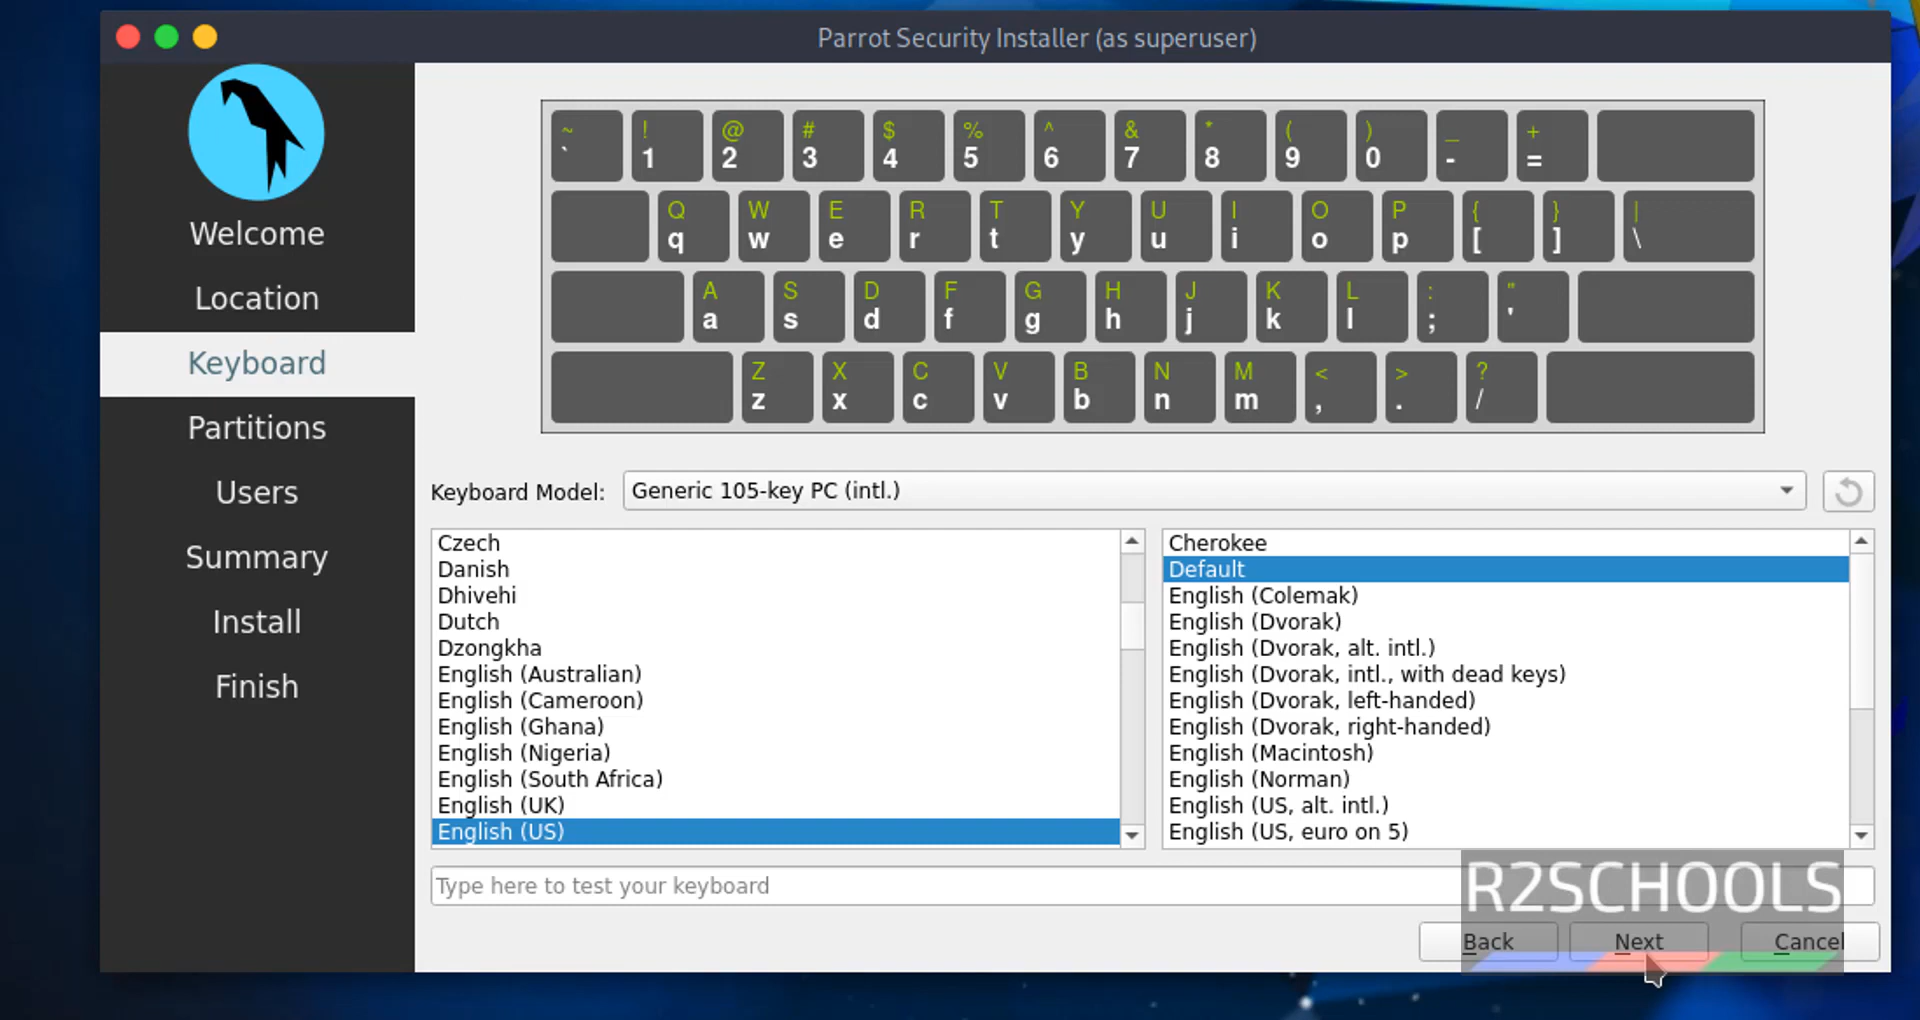 Parrot Security Installer (as superuser)
Welcome
Location
Keyboard
Partitions
Users
Summary
Install
Finish
~ ! @ # $ % ^ & * ( ) _ +
` 1 2 3 4 5 6 7 8 9 0 - =
Q W E R T Y U I O P { } |
q w e r t y u i o p [ ] \
A S D F G H J K L : "
a s d f g h j k l ; '
Z X C V B N M < > ?
z x c v b n m , . /
Keyboard Model: Generic 105-key PC (intl.)
Czech
Danish
Dhivehi
Dutch
Dzongkha
English (Australian)
English (Cameroon)
English (Ghana)
English (Nigeria)
English (South Africa)
English (UK)
English (US)
Cherokee
Default
English (Colemak)
English (Dvorak)
English (Dvorak, alt. intl.)
English (Dvorak, intl., with dead keys)
English (Dvorak, left-handed)
English (Dvorak, right-handed)
English (Macintosh)
English (Norman)
English (US, alt. intl.)
English (US, euro on 5)
Type here to test your keyboard
R2SCHOOLS
Back Next Cancel